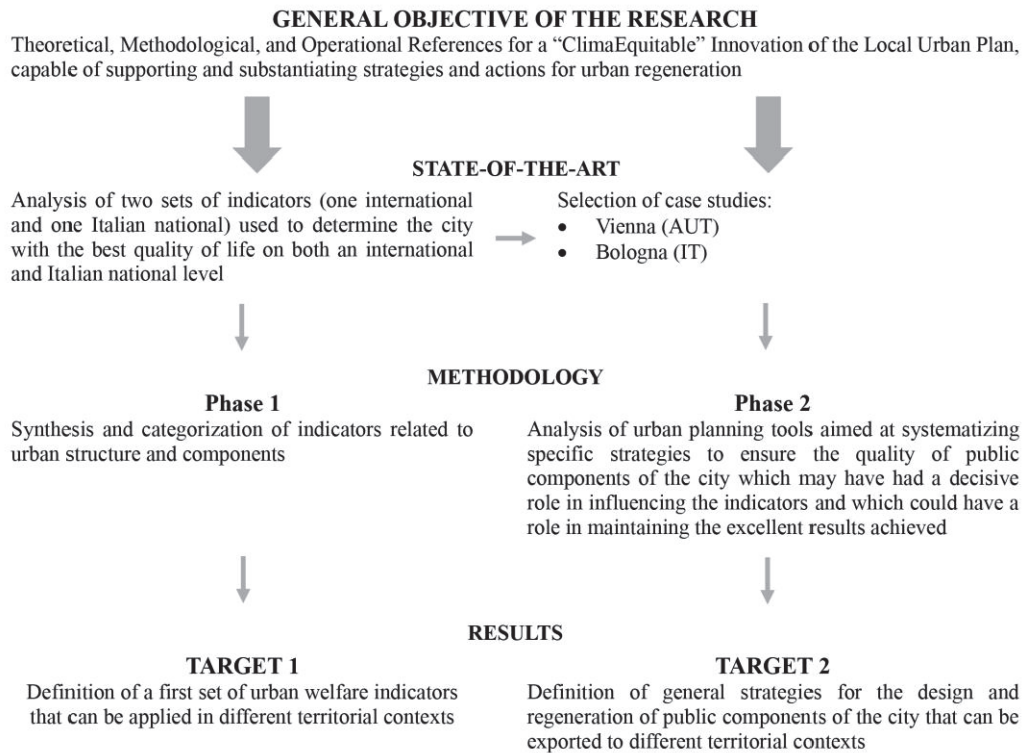 GENERAL OBJECTIVE OF THE RESEARCH
Theoretical, Methodological, and Operational References for a “ClimaEquitable” Innovation of the Local Urban Plan,
capable of supporting and substantiating strategies and actions for urban regeneration
STATE-OF-THE-ART
Analysis of two sets of indicators (one international
and one Italian national) used to determine the city
with the best quality of life on both an international
and Italian national level
Selection of case studies:
• Vienna (AUT)
• Bologna (IT)
METHODOLOGY
Phase 1
Synthesis and categorization of indicators related to
urban structure and components
Phase 2
Analysis of urban planning tools aimed at systematizing
specific strategies to ensure the quality of public
components of the city which may have had a decisive
role in influencing the indicators and which could have a
role in maintaining the excellent results achieved
RESULTS
TARGET 1
Definition of a first set of urban welfare indicators
that can be applied in different territorial contexts
TARGET 2
Definition of general strategies for the design and
regeneration of public components of the city that can be
exported to different territorial contexts